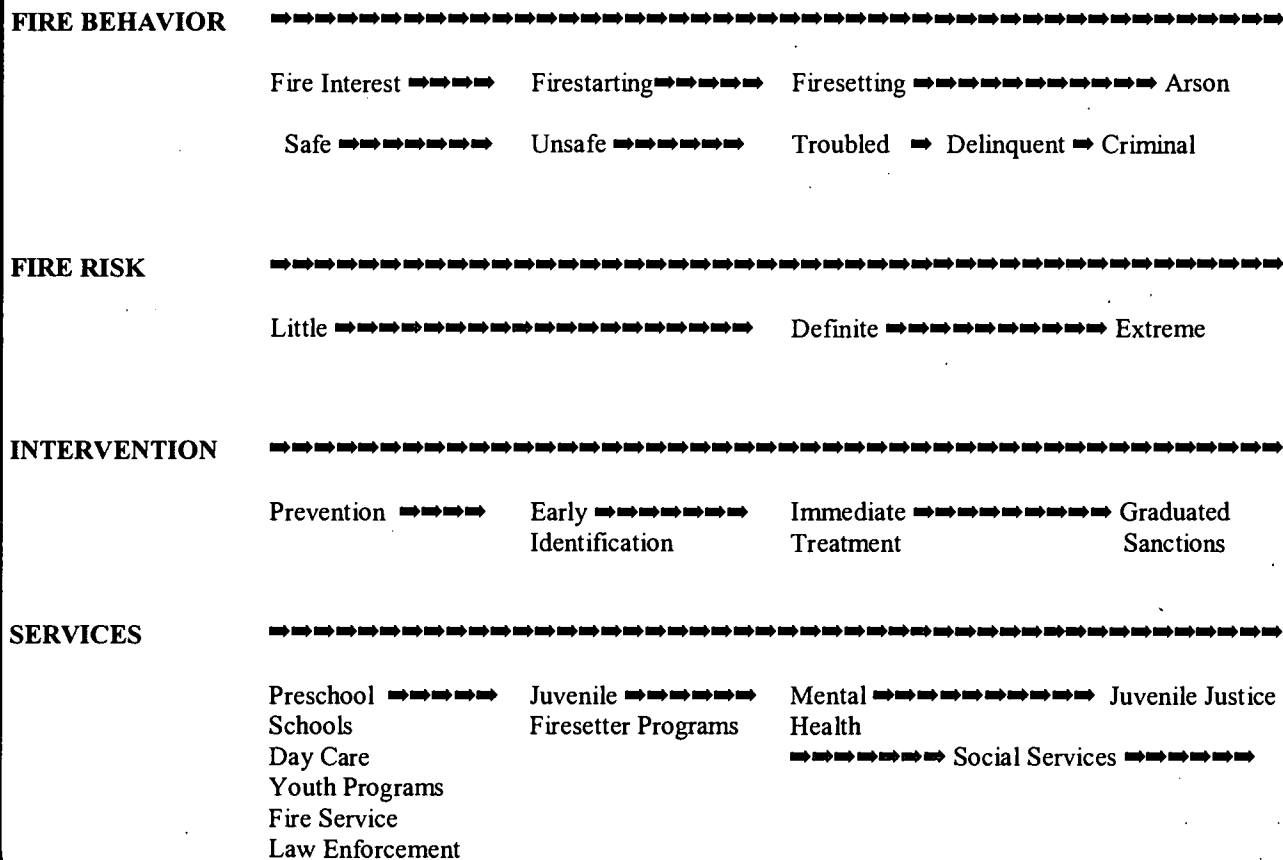 FIRE BEHAVIOR
Fire Interest Firestarting Firesetting Arson
Safe Unsafe Troubled Delinquent Criminal
FIRE RISK
Little Definite Extreme
INTERVENTION
Prevention Early Immediate Graduated
Identification Treatment Sanctions
SERVICES
Preschool Juvenile Mental Juvenile Justice
Schools Firesetter Programs Health
Day Care Social Services
Youth Programs
Fire Service
Law Enforcement